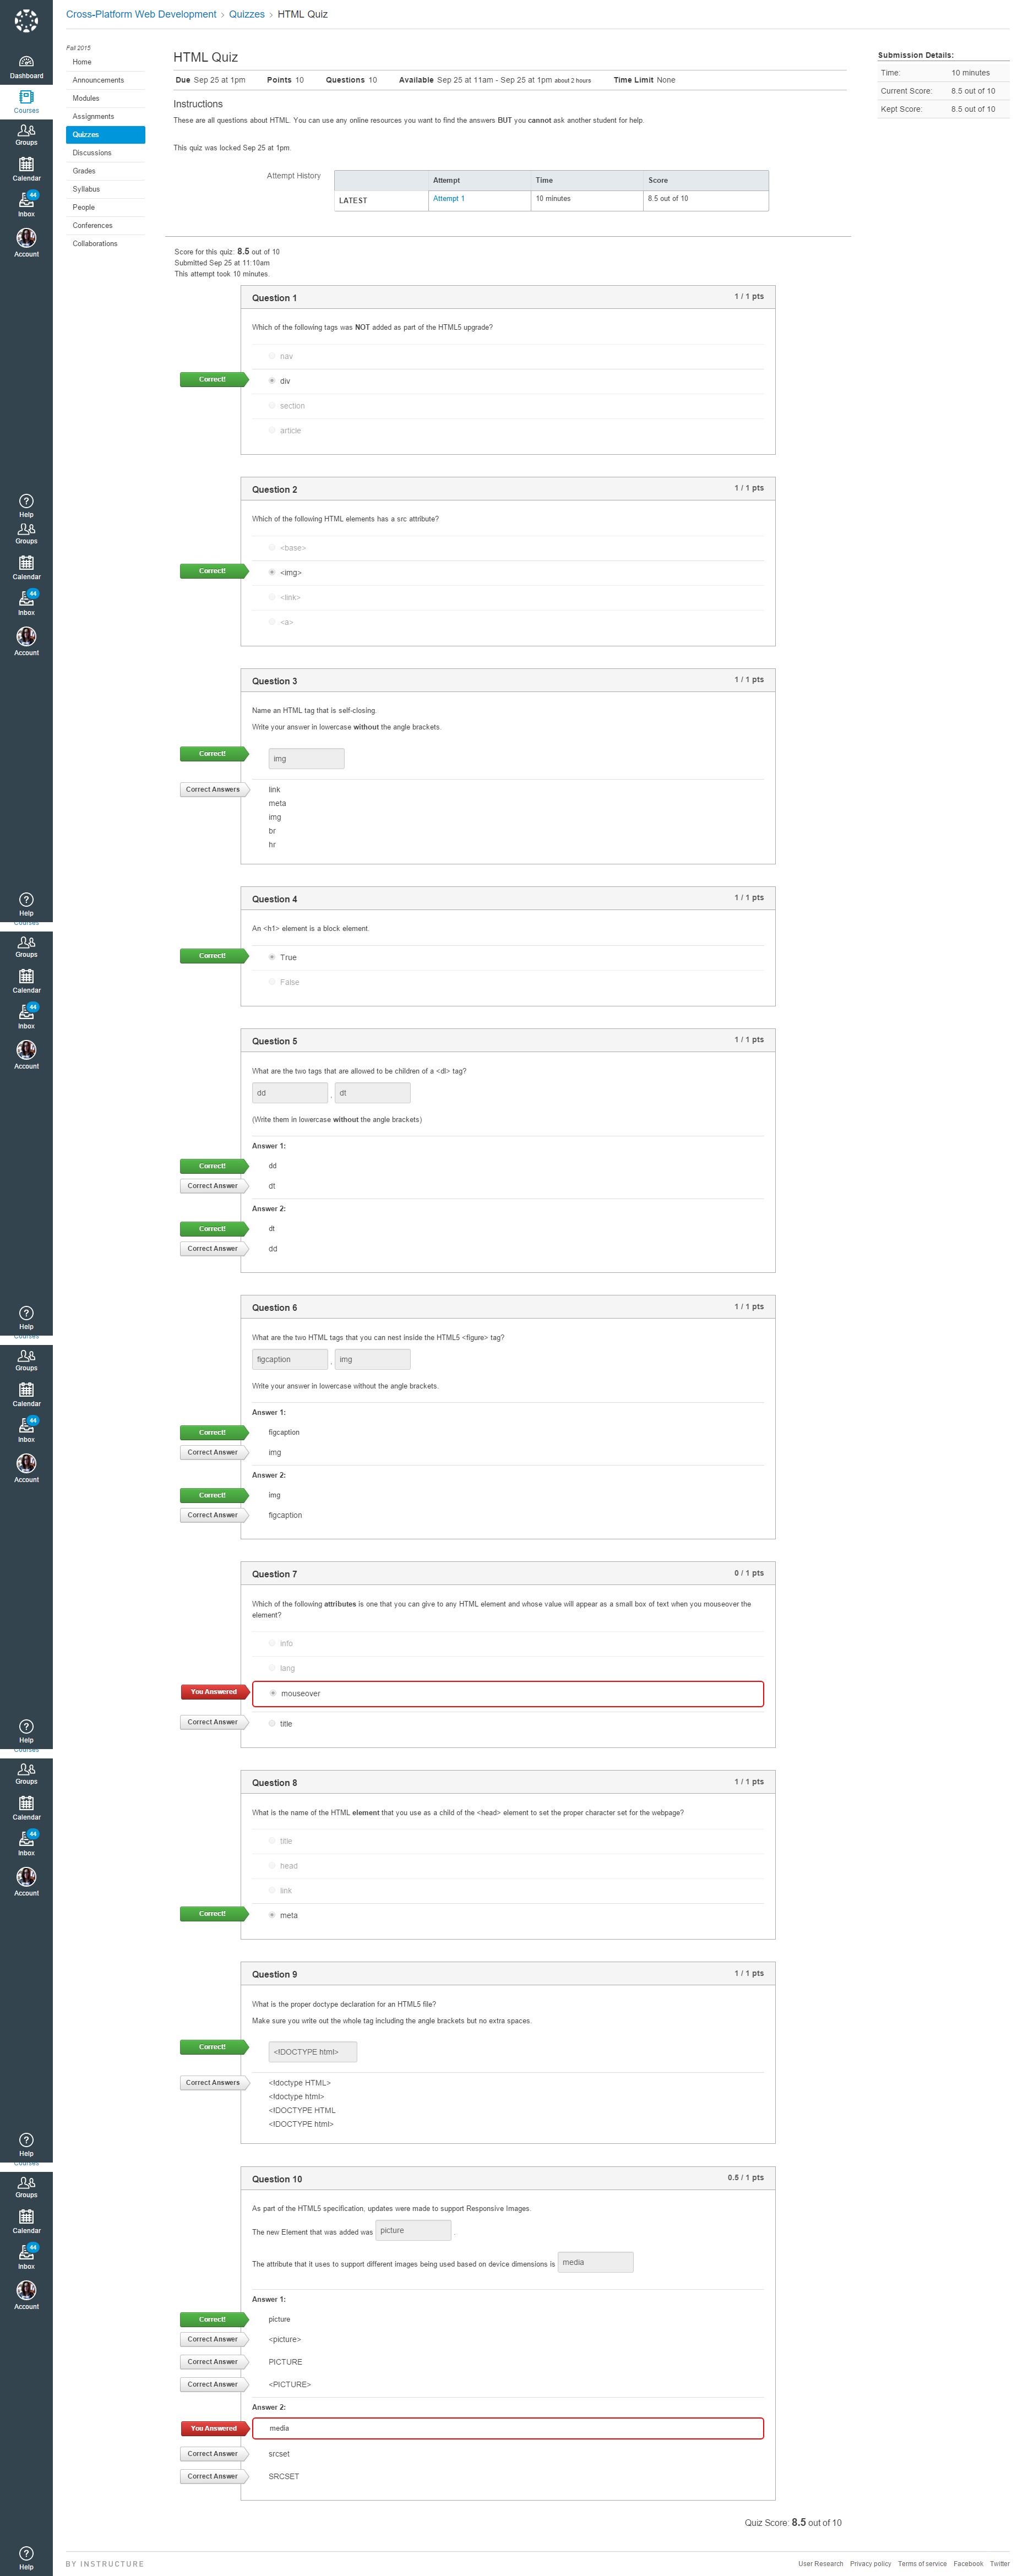 Cross-Platform Web Development > Quizzes > HTML Quiz
Dashboard
Courses
Groups
Calendar
44
Inbox
Account
Help
Groups
Calendar
44
Inbox
Account
Help
Courses
Groups
Calendar
44
Inbox
Account
Help
Courses
Groups
Calendar
44
Inbox
Account
Help
Courses
Groups
Calendar
44
Inbox
Account
Help
Courses
Groups
Calendar
44
Inbox
Account
Help
Fall 2015
Home
Announcements
Modules
Assignments
Quizzes
Discussions
Grades
Syllabus
People
Conferences
Collaborations
HTML Quiz
Due Sep 25 at 1pm Points 10 Questions 10 Available Sep 25 at 11am - Sep 25 at 1pm about 2 hours Time Limit None
Instructions
These are all questions about HTML. You can use any online resources you want to find the answers BUT you cannot ask another student for help.
This quiz was locked Sep 25 at 1pm.
Attempt History
Attempt Time Score
LATEST Attempt 1 10 minutes 8.5 out of 10
Submission Details:
Time: 10 minutes
Current Score: 8.5 out of 10
Kept Score: 8.5 out of 10
Score for this quiz: 8.5 out of 10
Submitted Sep 25 at 11:10am
This attempt took 10 minutes.
Question 1 1 / 1 pts
Which of the following tags was NOT added as part of the HTML5 upgrade?
nav
Correct! div
section
article
Question 2 1 / 1 pts
Which of the following HTML elements has a src attribute?
<base>
Correct! <img>
<link>
<a>
Question 3 1 / 1 pts
Name an HTML tag that is self-closing.
Write your answer in lowercase without the angle brackets.
Correct! img
Correct Answers link
meta
img
br
hr
Question 4 1 / 1 pts
An <h1> element is a block element.
Correct! True
False
Question 5 1 / 1 pts
What are the two tags that are allowed to be children of a <dl> tag?
dd , dt
(Write them in lowercase without the angle brackets)
Answer 1:
Correct! dd
Correct Answer dt
Answer 2:
Correct! dt
Correct Answer dd
Question 6 1 / 1 pts
What are the two HTML tags that you can nest inside the HTML5 <figure> tag?
figcaption , img
Write your answer in lowercase without the angle brackets.
Answer 1:
Correct! figcaption
Correct Answer img
Answer 2:
Correct! img
Correct Answer figcaption
Question 7 0 / 1 pts
Which of the following attributes is one that you can give to any HTML element and whose value will appear as a small box of text when you mouseover the
element?
info
lang
You Answered mouseover
Correct Answer title
Question 8 1 / 1 pts
What is the name of the HTML element that you use as a child of the <head> element to set the proper character set for the webpage?
title
head
link
Correct! meta
Question 9 1 / 1 pts
What is the proper doctype declaration for an HTML5 file?
Make sure you write out the whole tag including the angle brackets but no extra spaces.
Correct! <!DOCTYPE html>
Correct Answers <!doctype HTML>
<!doctype html>
<!DOCTYPE HTML
<!DOCTYPE html>
Question 10 0.5 / 1 pts
As part of the HTML5 specification, updates were made to support Responsive Images.
The new Element that was added was picture .
The attribute that it uses to support different images being used based on device dimensions is media
Answer 1:
Correct! picture
Correct Answer <picture>
Correct Answer PICTURE
Correct Answer <PICTURE>
Answer 2:
You Answered media
Correct Answer srcset
Correct Answer SRCSET
Quiz Score: 8.5 out of 10
BY INSTRUCTURE User Research Privacy policy Terms of service Facebook Twitter